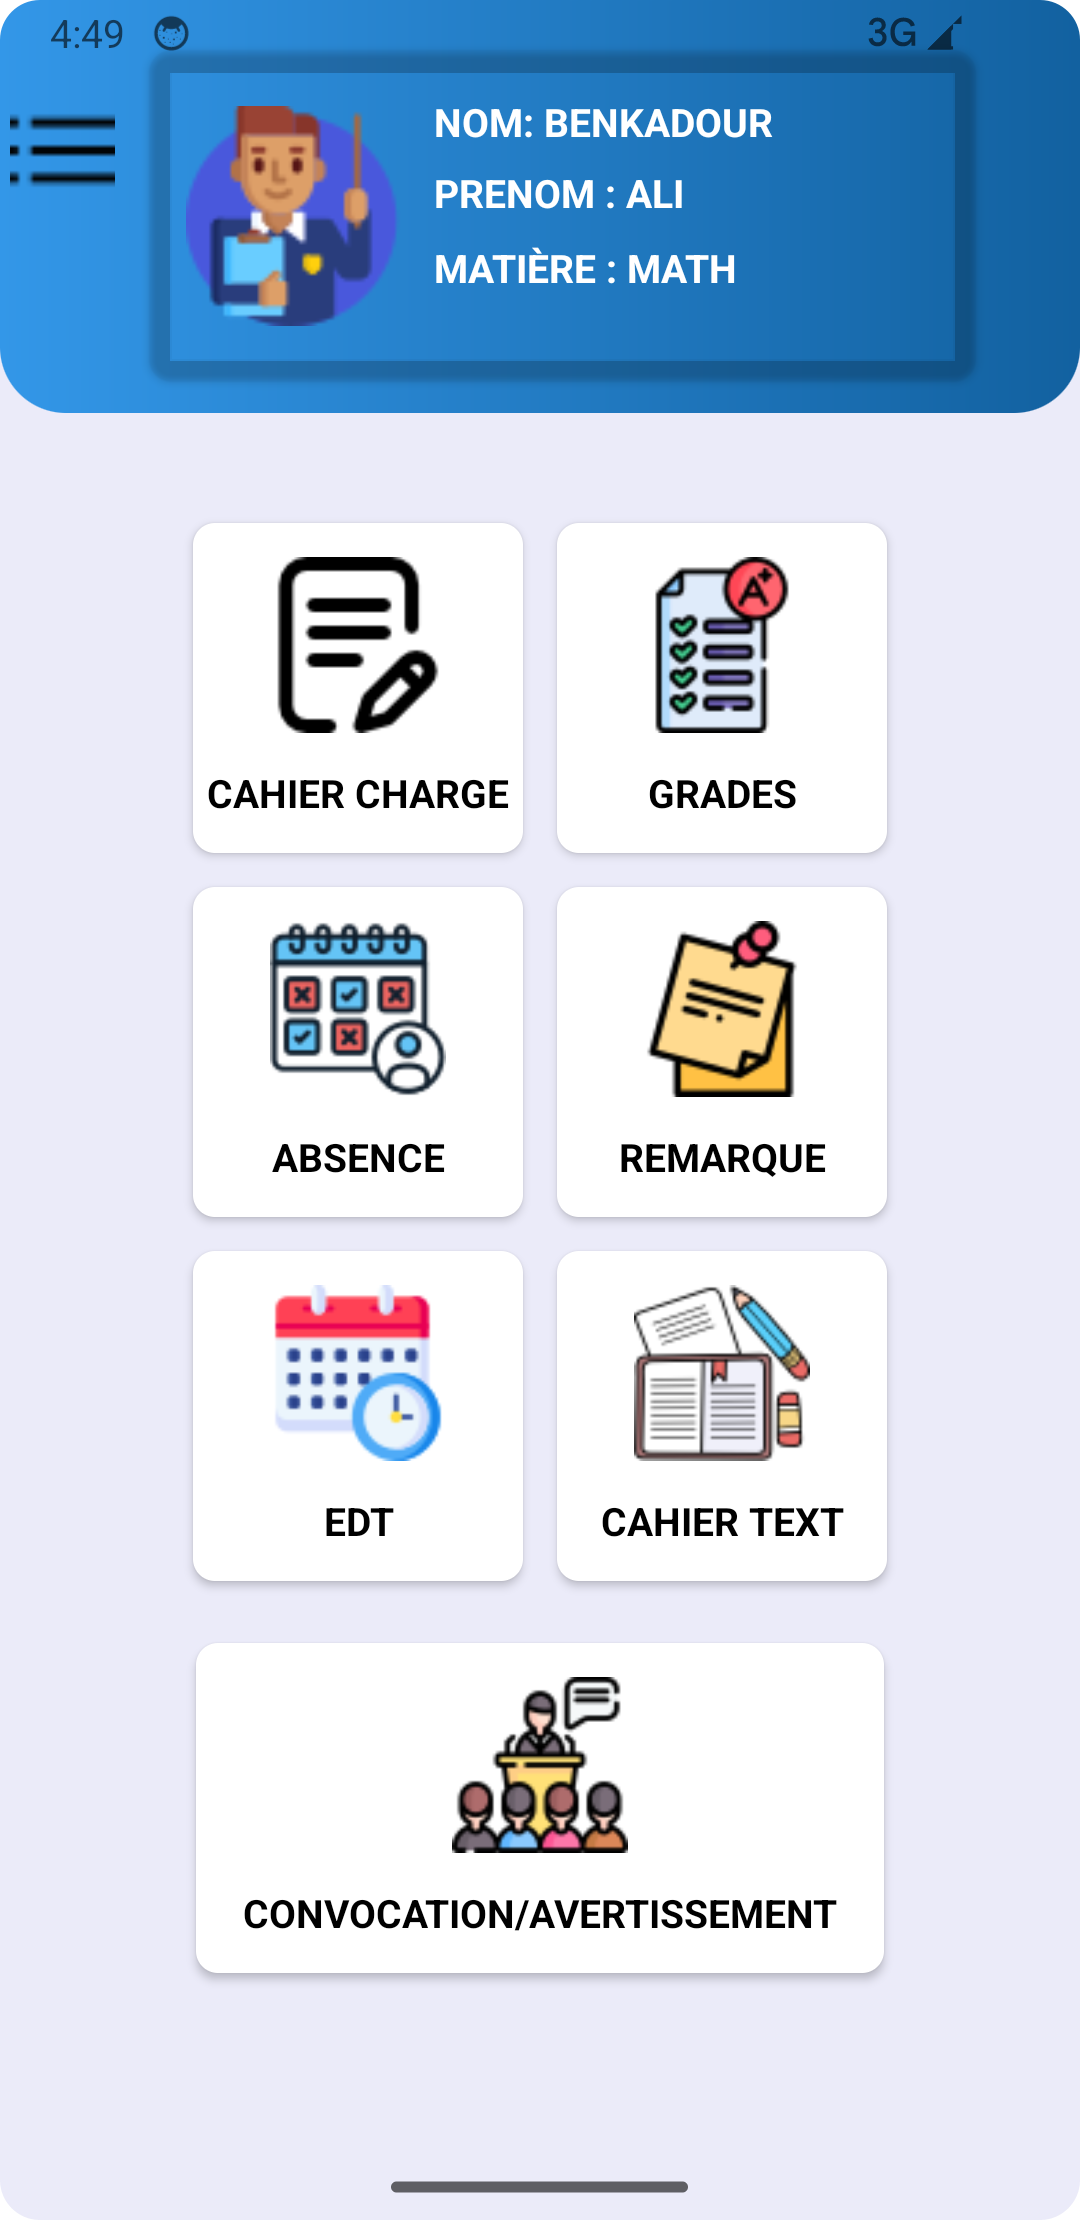 4:49 3G
NOM: BENKADOUR
PRENOM : ALI
MATIÈRE : MATH
A+
CAHIER CHARGE
GRADES
ABSENCE
REMARQUE
EDT
CAHIER TEXT
CONVOCATION/AVERTISSEMENT